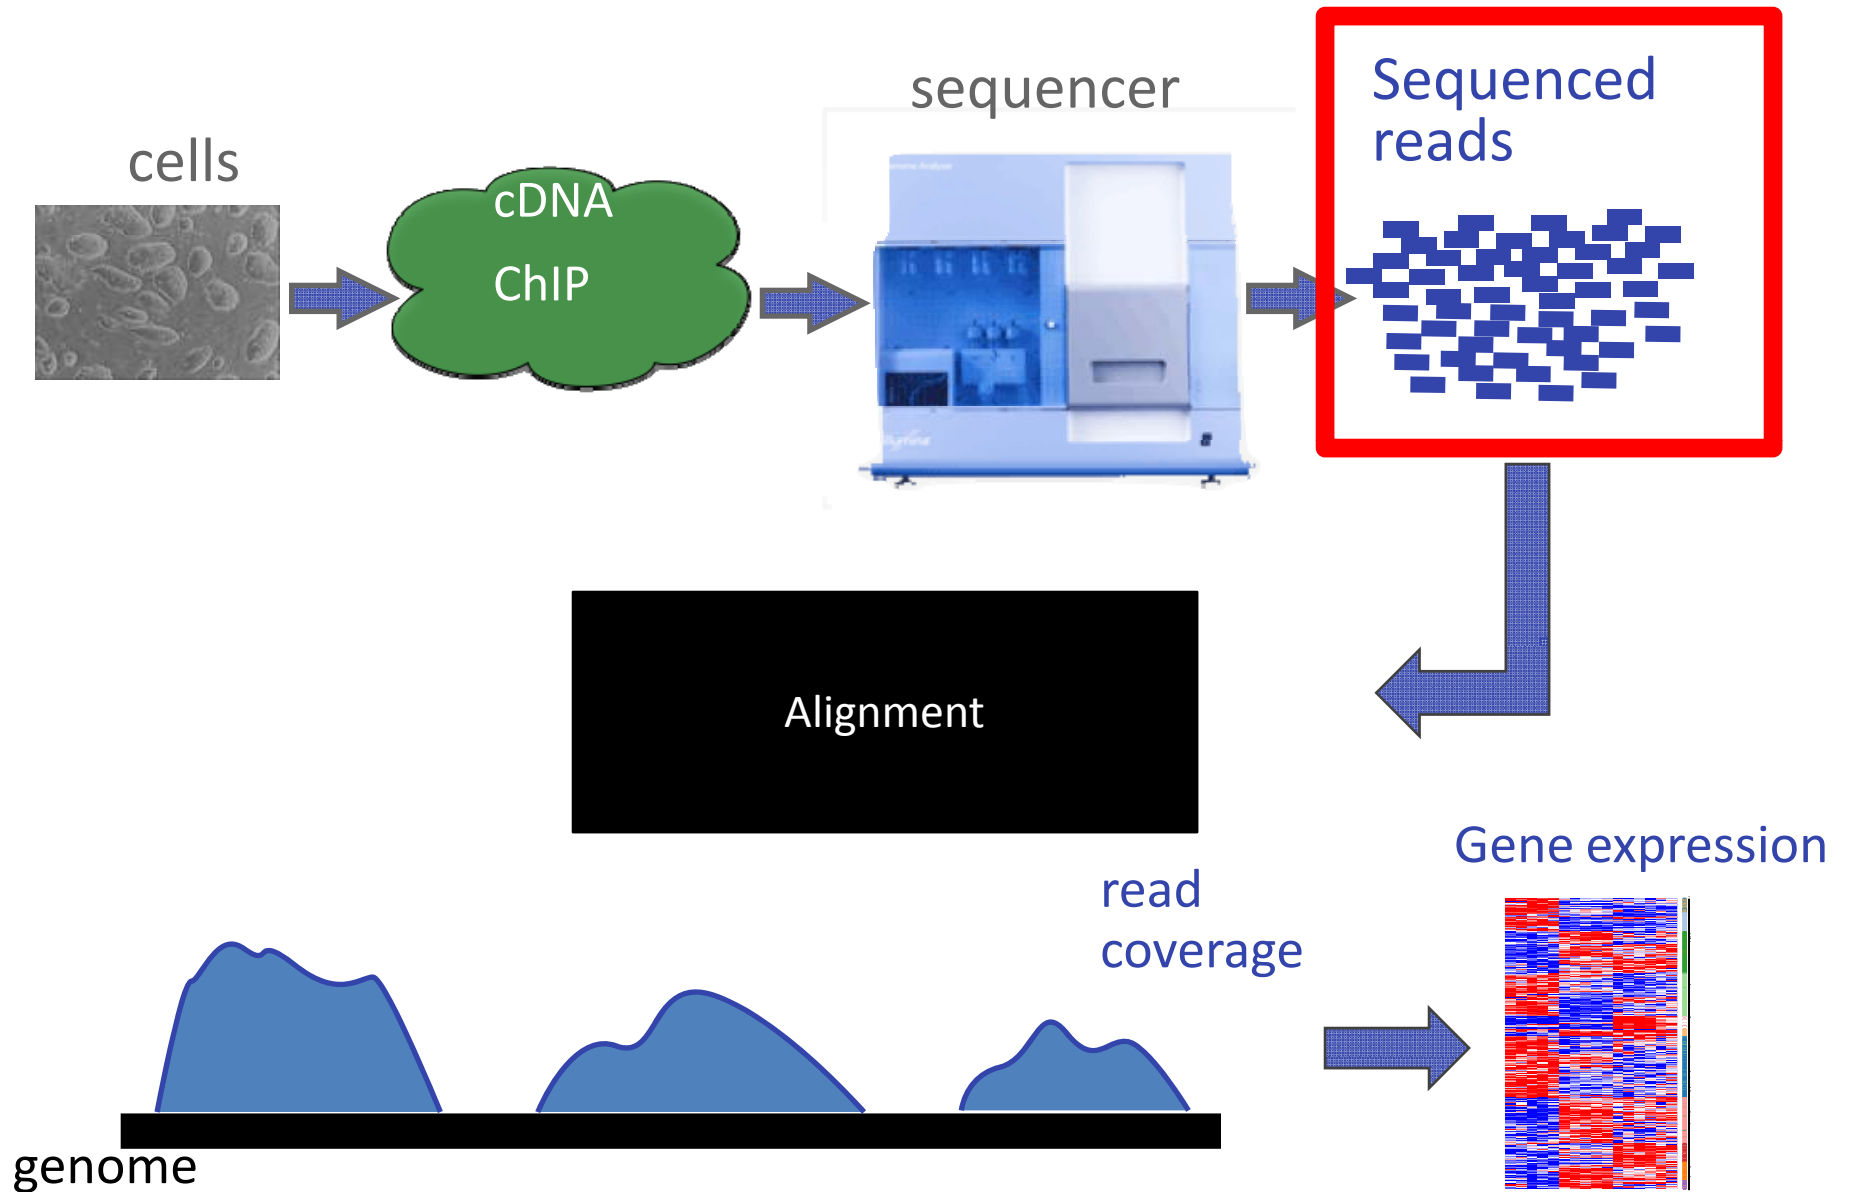 sequencer
Sequenced
reads
cells
cDNA
ChIP
Alignment
Gene expression
read
coverage
genome